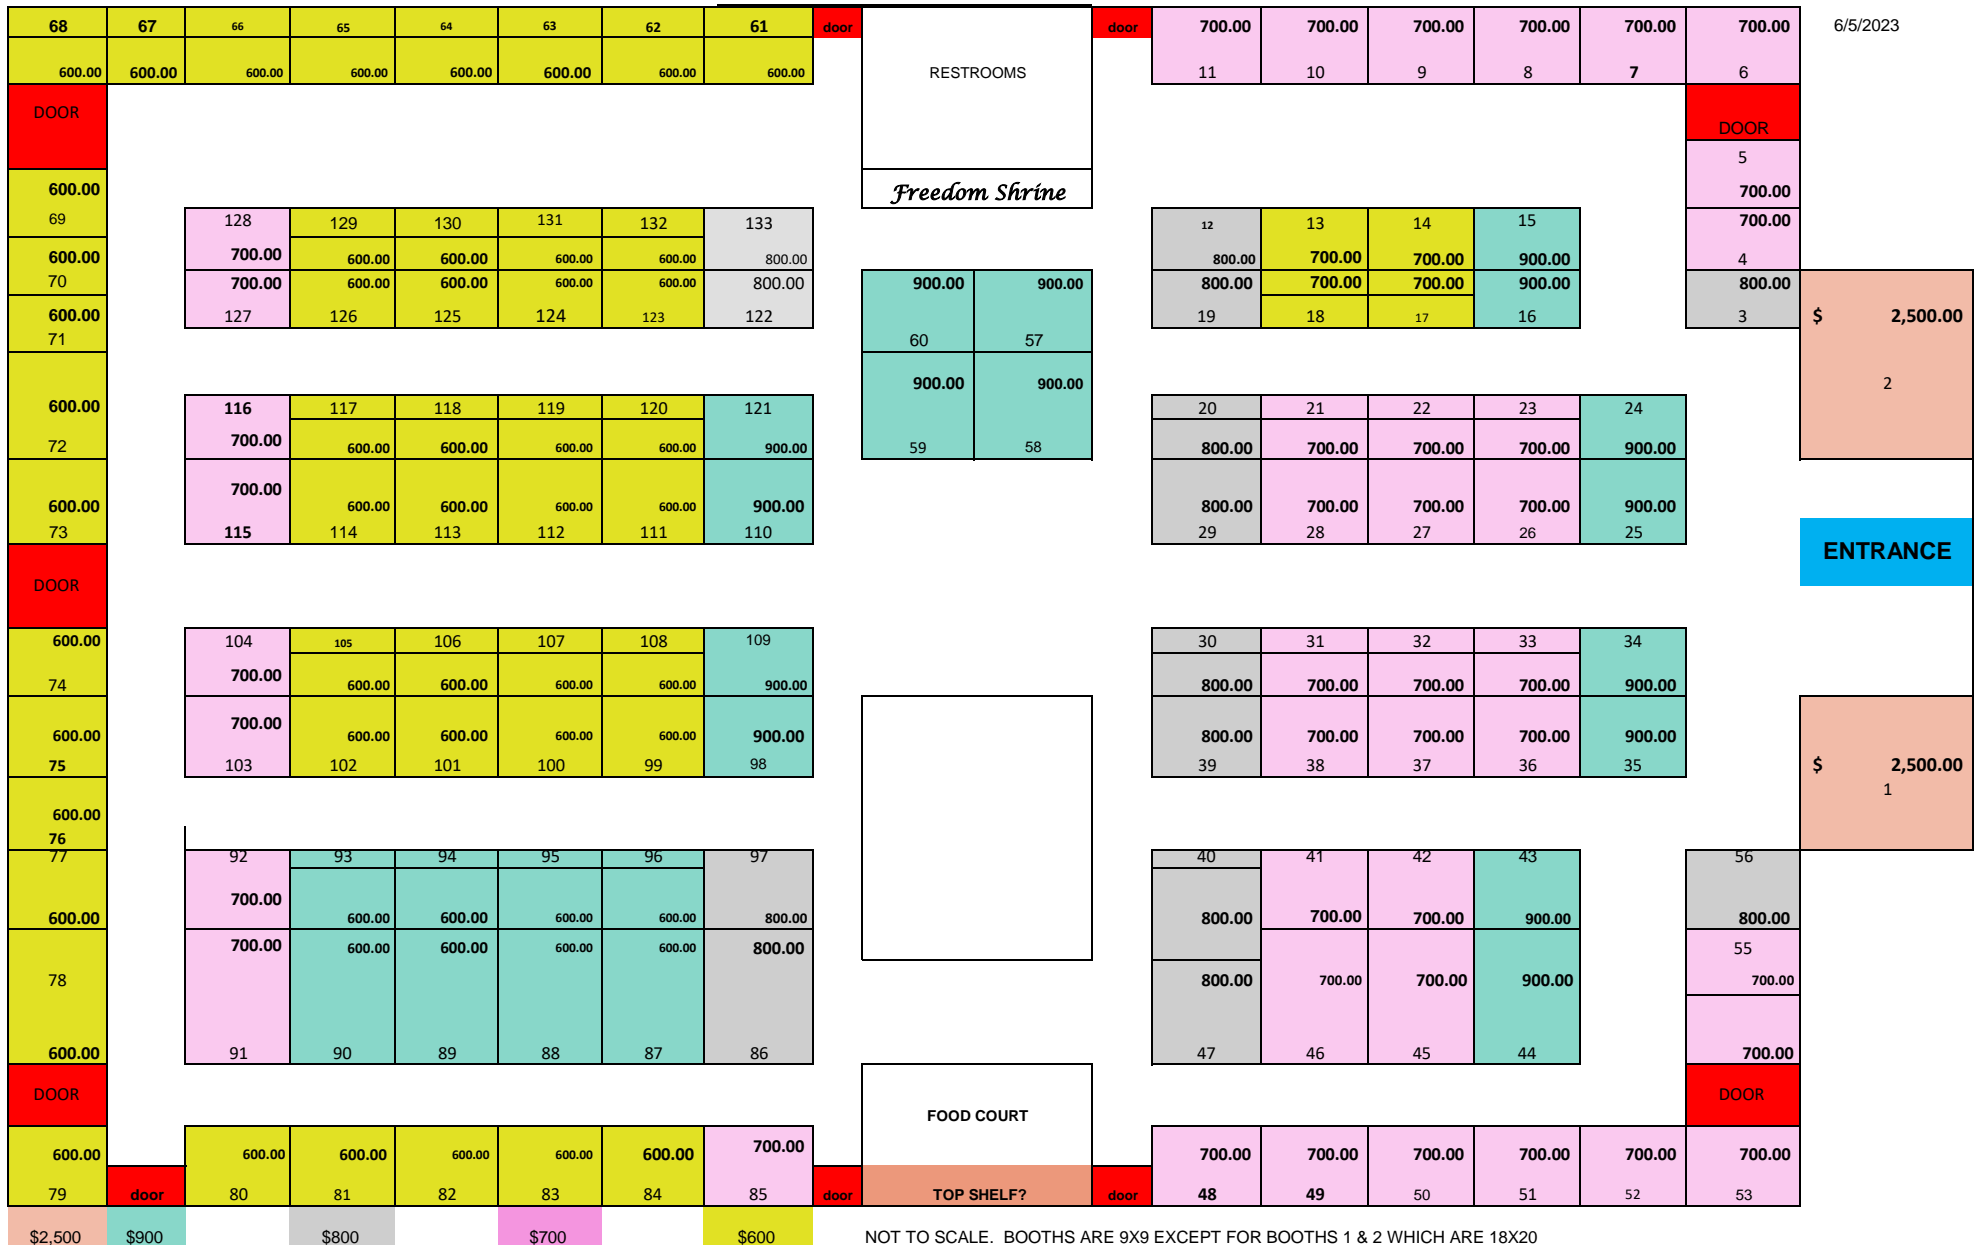 68 67 66 65 64 63 62 61 door door 700.00 700.00 700.00 700.00 700.00 700.00 6/5/2023
600.00 600.00 600.00 600.00 600.00 600.00 600.00 600.00 RESTROOMS 11 10 9 8 7 6
DOOR
DOOR
5
600.00 Freedom Shrine 700.00
69 128 129 130 131 132 133 12 13 14 15 700.00
600.00 700.00 600.00 600.00 600.00 600.00 800.00 800.00 700.00 700.00 900.00 4
70 700.00 600.00 600.00 600.00 600.00 800.00 900.00 900.00 800.00 700.00 700.00 900.00 800.00
600.00 127 126 125 124 123 122 19 18 17 16 3 $ 2,500.00
71 60 57
900.00 900.00 2
600.00 116 117 118 119 120 121 20 21 22 23 24
72 700.00 600.00 600.00 600.00 600.00 900.00 59 58 800.00 700.00 700.00 700.00 900.00
700.00
600.00 600.00 600.00 600.00 600.00 900.00 800.00 700.00 700.00 700.00 900.00
73 115 114 113 112 111 110 29 28 27 26 25
ENTRANCE
DOOR
600.00 104 105 106 107 108 109 30 31 32 33 34
74 700.00 600.00 600.00 600.00 600.00 900.00 800.00 700.00 700.00 700.00 900.00
700.00
600.00 600.00 600.00 600.00 600.00 900.00 800.00 700.00 700.00 700.00 900.00
75 103 102 101 100 99 98 39 38 37 36 35 $ 2,500.00
1
600.00
76
77 92 93 94 95 96 97 40 41 42 43 56
700.00
600.00 600.00 600.00 600.00 600.00 800.00 800.00 700.00 700.00 900.00 800.00
700.00 600.00 600.00 600.00 600.00 800.00 55
78 800.00 700.00 700.00 900.00 700.00
600.00 91 90 89 88 87 86 47 46 45 44 700.00
DOOR DOOR
FOOD COURT
600.00 600.00 600.00 600.00 600.00 600.00 700.00 700.00 700.00 700.00 700.00 700.00 700.00
79 door 80 81 82 83 84 85 door TOP SHELF? door 48 49 50 51 52 53
$2,500 $900 $800 $700 $600 NOT TO SCALE. BOOTHS ARE 9X9 EXCEPT FOR BOOTHS 1 & 2 WHICH ARE 18X20